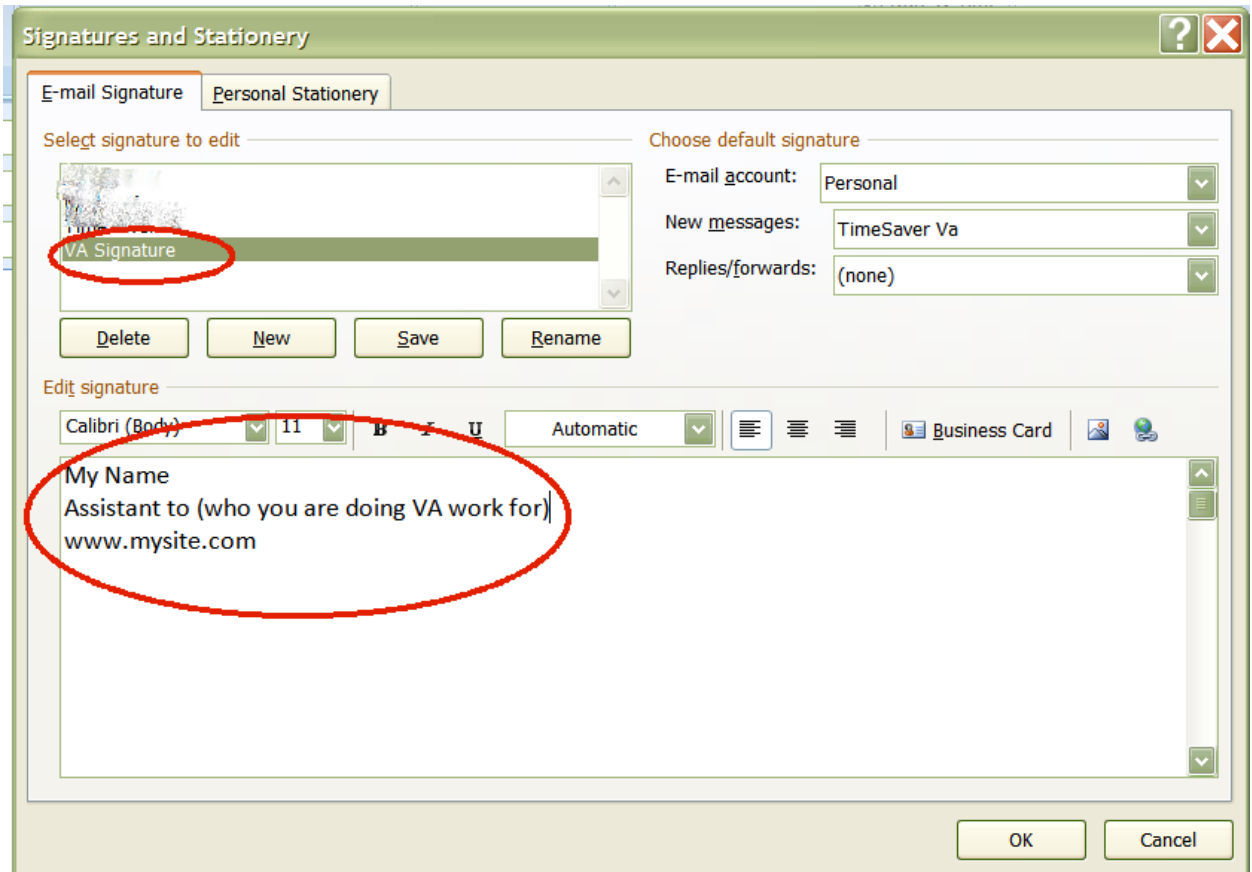 Signatures and Stationery
E-mail Signature Personal Stationery
Select signature to edit
VA Signature
Delete New Save Rename
Choose default signature
E-mail account: Personal
New messages: TimeSaver Va
Replies/forwards: (none)
Edit signature
Calibri (Body) 11 B I U Automatic Business Card
My Name
Assistant to (who you are doing VA work for)
www.mysite.com
OK Cancel